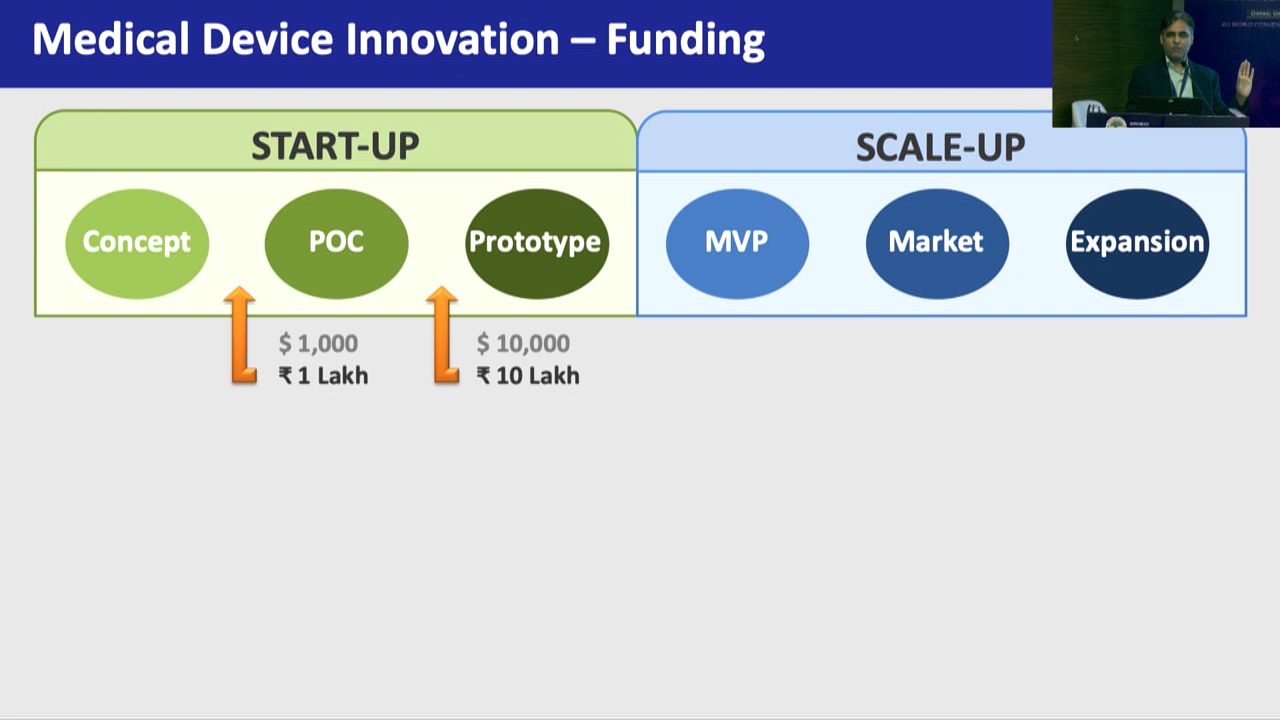 Medical Device Innovation – Funding
START-UP
SCALE-UP
Concept
POC
Prototype
MVP
Market
Expansion
$ 1,000
₹ 1 Lakh
$ 10,000
₹ 10 Lakh